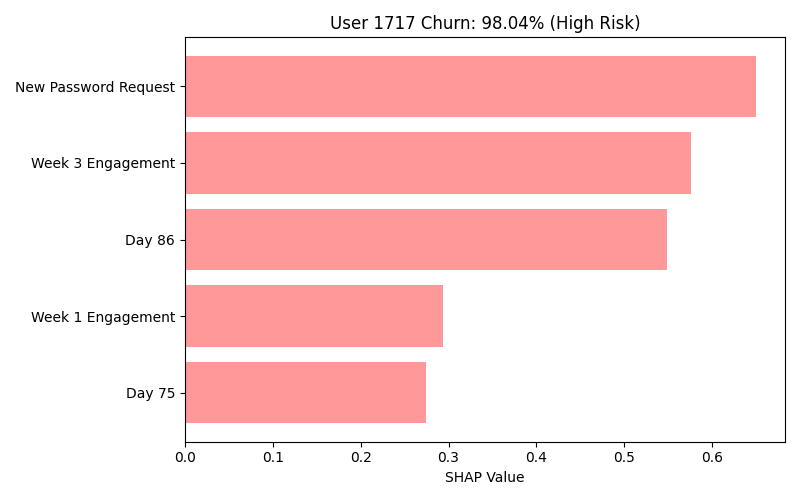 User 1717 Churn: 98.04% (High Risk)
New Password Request
Week 3 Engagement
Day 86
Week 1 Engagement
Day 75
0.0 0.1 0.2 0.3 0.4 0.5 0.6
SHAP Value